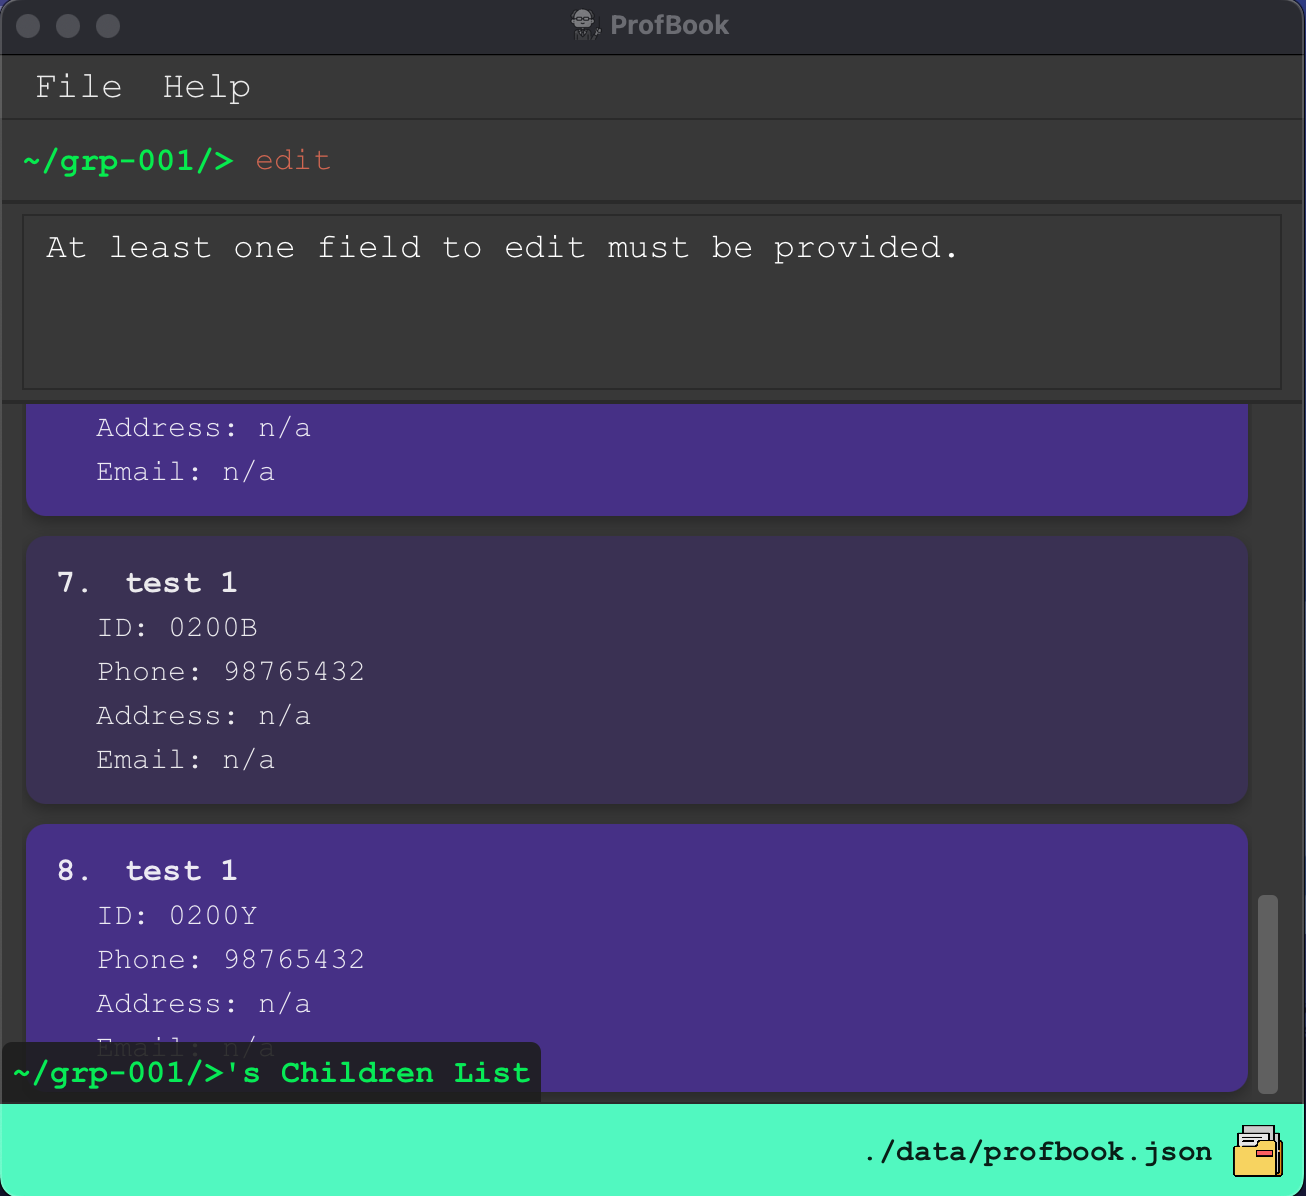 ProfBook
File Help
~/grp-001/> edit
At least one field to edit must be provided.
Address: n/a
Email: n/a
7. test 1
ID: 0200B
Phone: 98765432
Address: n/a
Email: n/a
8. test 1
ID: 0200Y
Phone: 98765432
Address: n/a
Email: n/a
~/grp-001/>'s Children List
./data/profbook.json